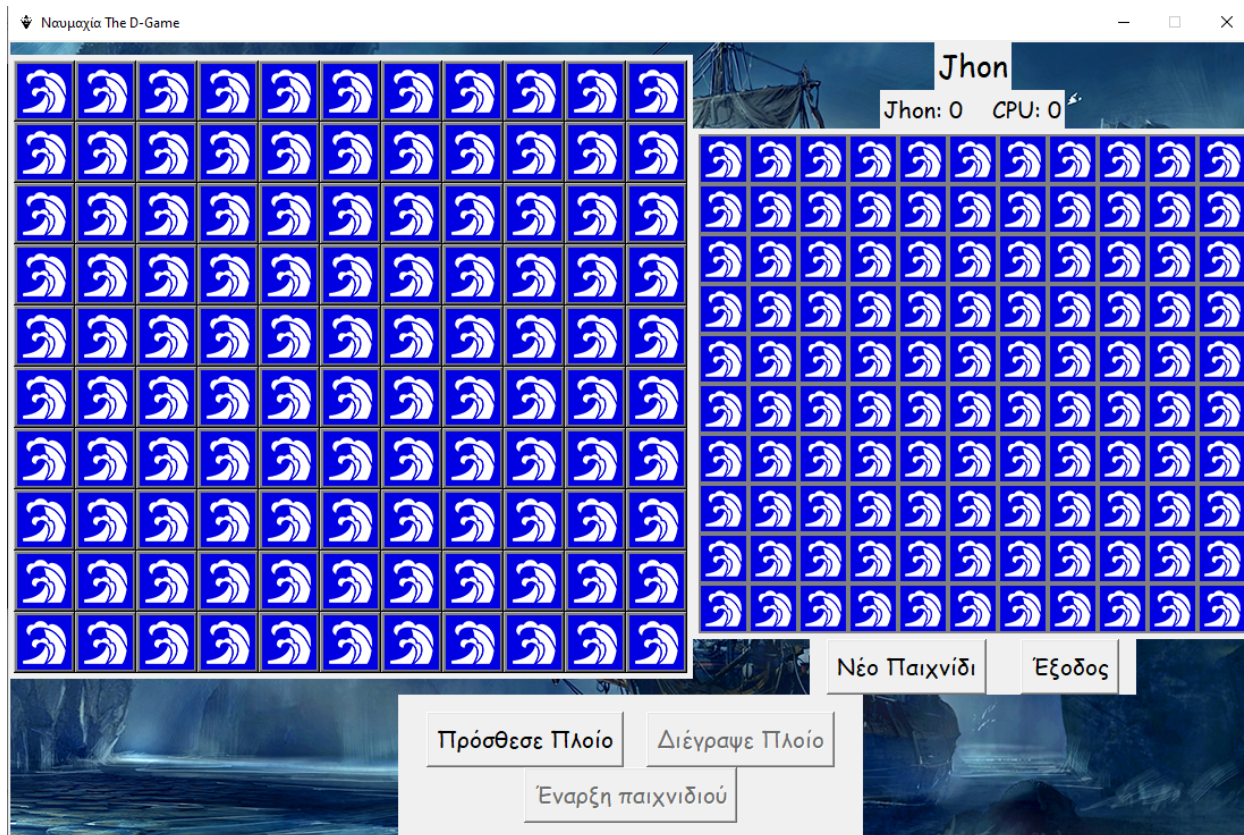 Ναυμαχία The D-Game
Jhon
Jhon: 0 CPU: 0
Νέο Παιχνίδι
Έξοδος
Πρόσθεσε Πλοίο
Διέγραψε Πλοίο
Έναρξη παιχνιδιού